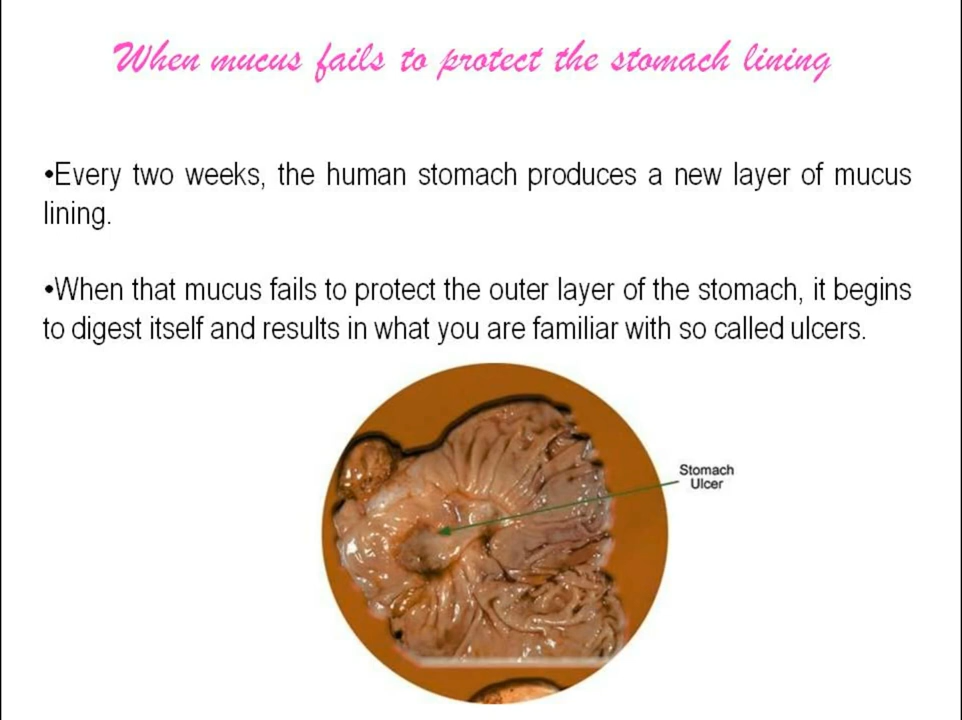 When mucus fails to protect the stomach lining
•Every two weeks, the human stomach produces a new layer of mucus
lining.
•When that mucus fails to protect the outer layer of the stomach, it begins
to digest itself and results in what you are familiar with so called ulcers.
Stomach
Ulcer